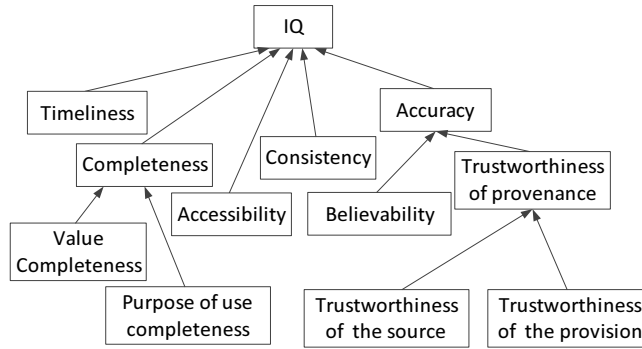 IQ
Timeliness
Accuracy
Completeness
Consistency
Trustworthiness
of provenance
Accessibility
Believability
Value
Completeness
Purpose of use
completeness
Trustworthiness
of the source
Trustworthiness
of the provision